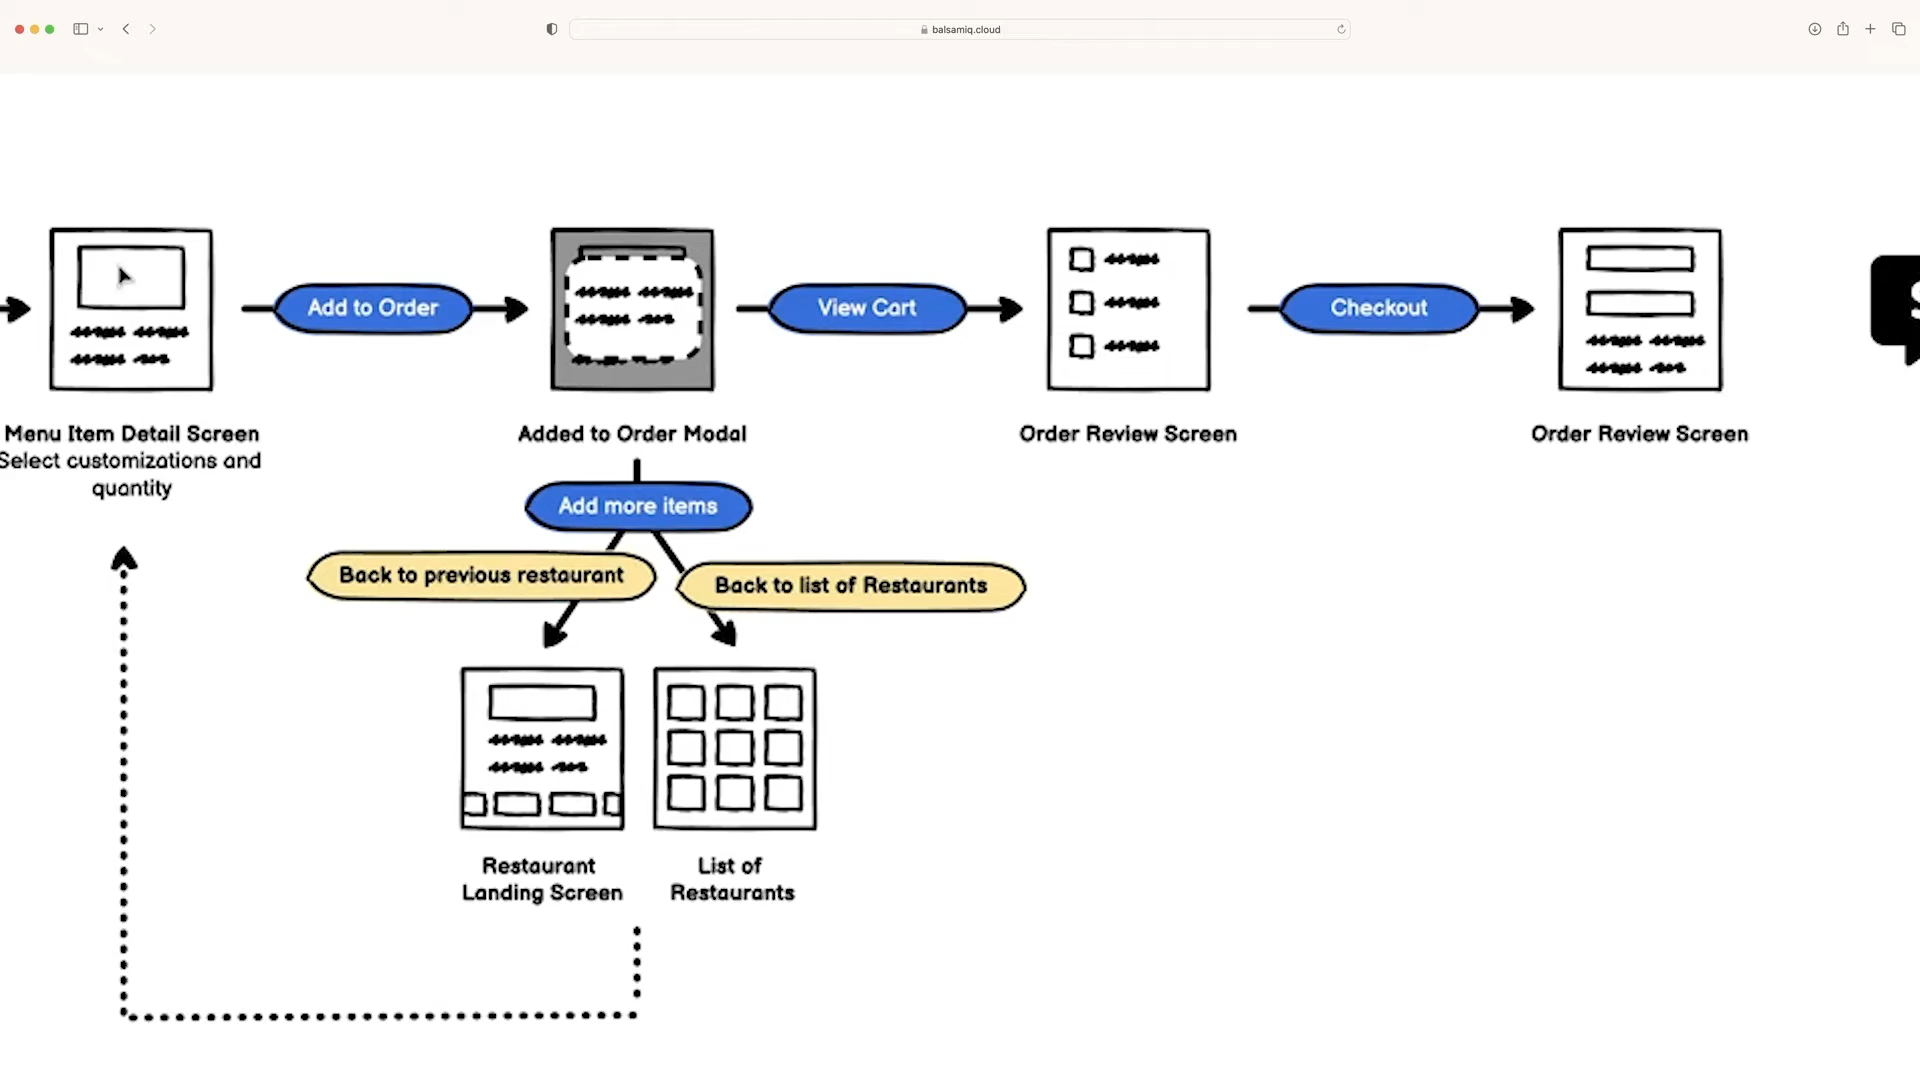 balsamiq.cloud
Add to Order
View Cart
Checkout
Menu Item Detail Screen
Select customizations and
quantity
Added to Order Modal
Order Review Screen
Order Review Screen
Add more items
Back to previous restaurant
Back to list of Restaurants
Restaurant
Landing Screen
List of
Restaurants